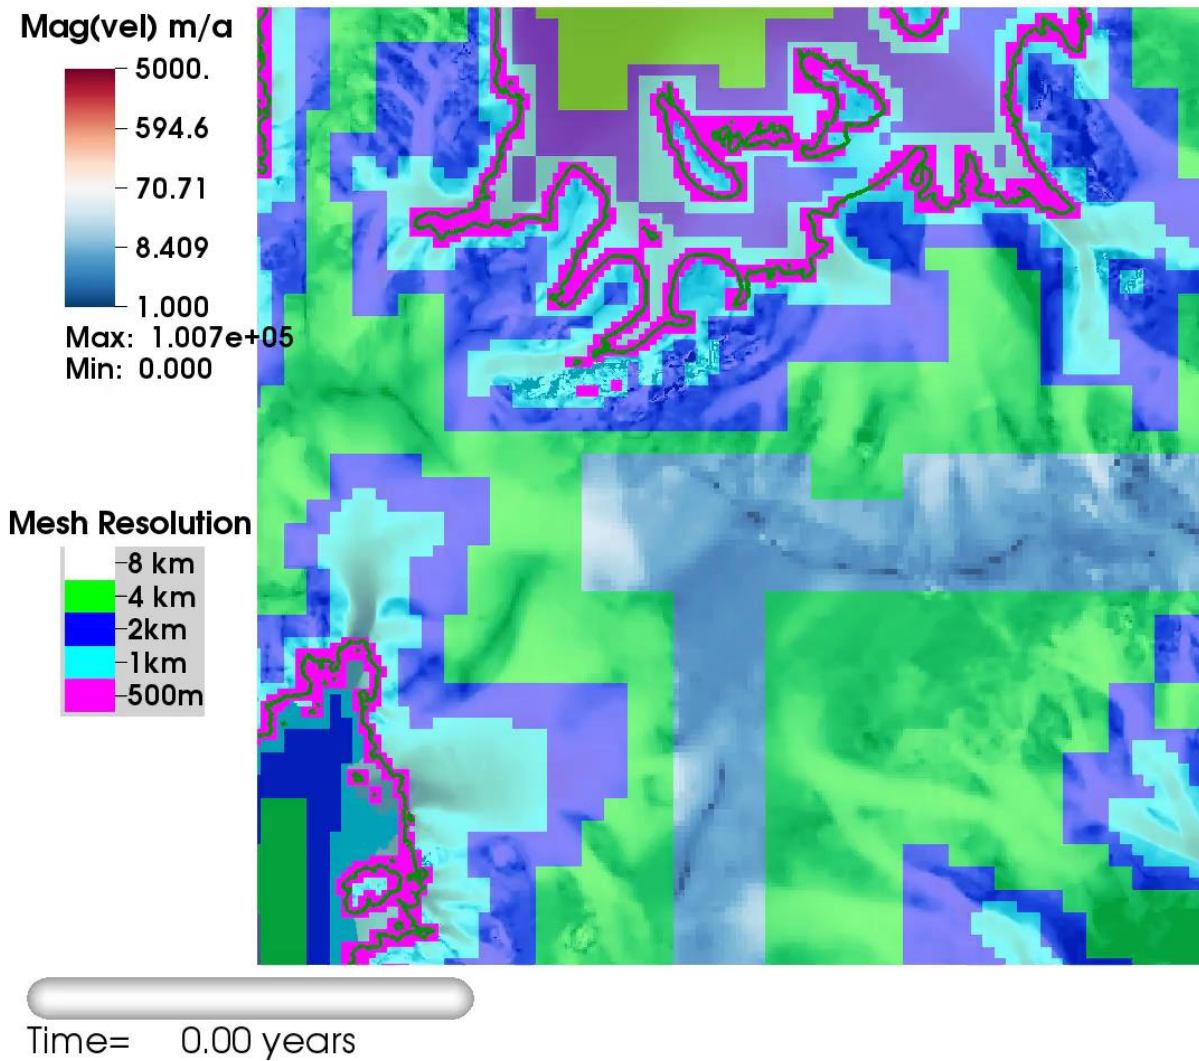 Mag(vel) m/a
5000.
594.6
70.71
8.409
1.000
Max: 1.007e+05
Min: 0.000
Mesh Resolution
8 km
4 km
2km
1km
500m
Time= 0.00 years